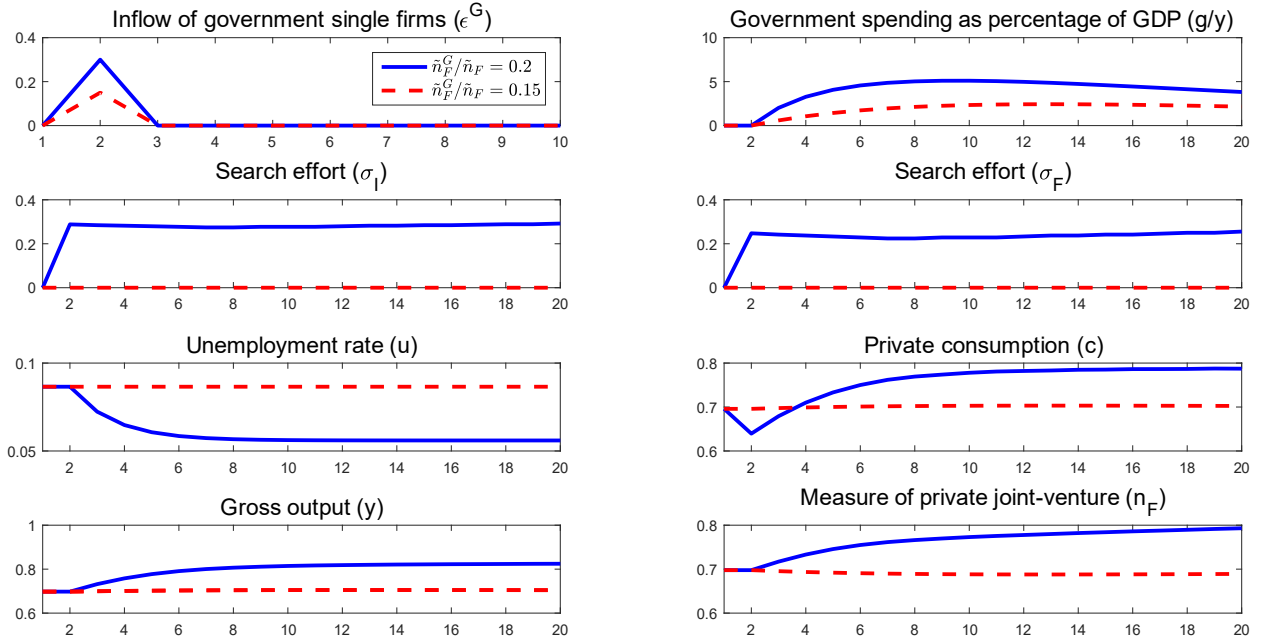 Inflow of government single firms (ϵ^G)
0.4
0.2
0
1 2 3 4 5 6 7 8 9 10
ñ_F^G/ñ_F = 0.2
ñ_F^G/ñ_F = 0.15
Government spending as percentage of GDP (g/y)
10
5
0
2 4 6 8 10 12 14 16 18 20
Search effort (σ_I)
0.4
0.2
0
2 4 6 8 10 12 14 16 18 20
Search effort (σ_F)
0.4
0.2
0
2 4 6 8 10 12 14 16 18 20
Unemployment rate (u)
0.1
0.05
2 4 6 8 10 12 14 16 18 20
Private consumption (c)
0.8
0.7
0.6
2 4 6 8 10 12 14 16 18 20
Gross output (y)
1
0.8
0.6
2 4 6 8 10 12 14 16 18 20
Measure of private joint-venture (n_F)
0.8
0.7
0.6
2 4 6 8 10 12 14 16 18 20